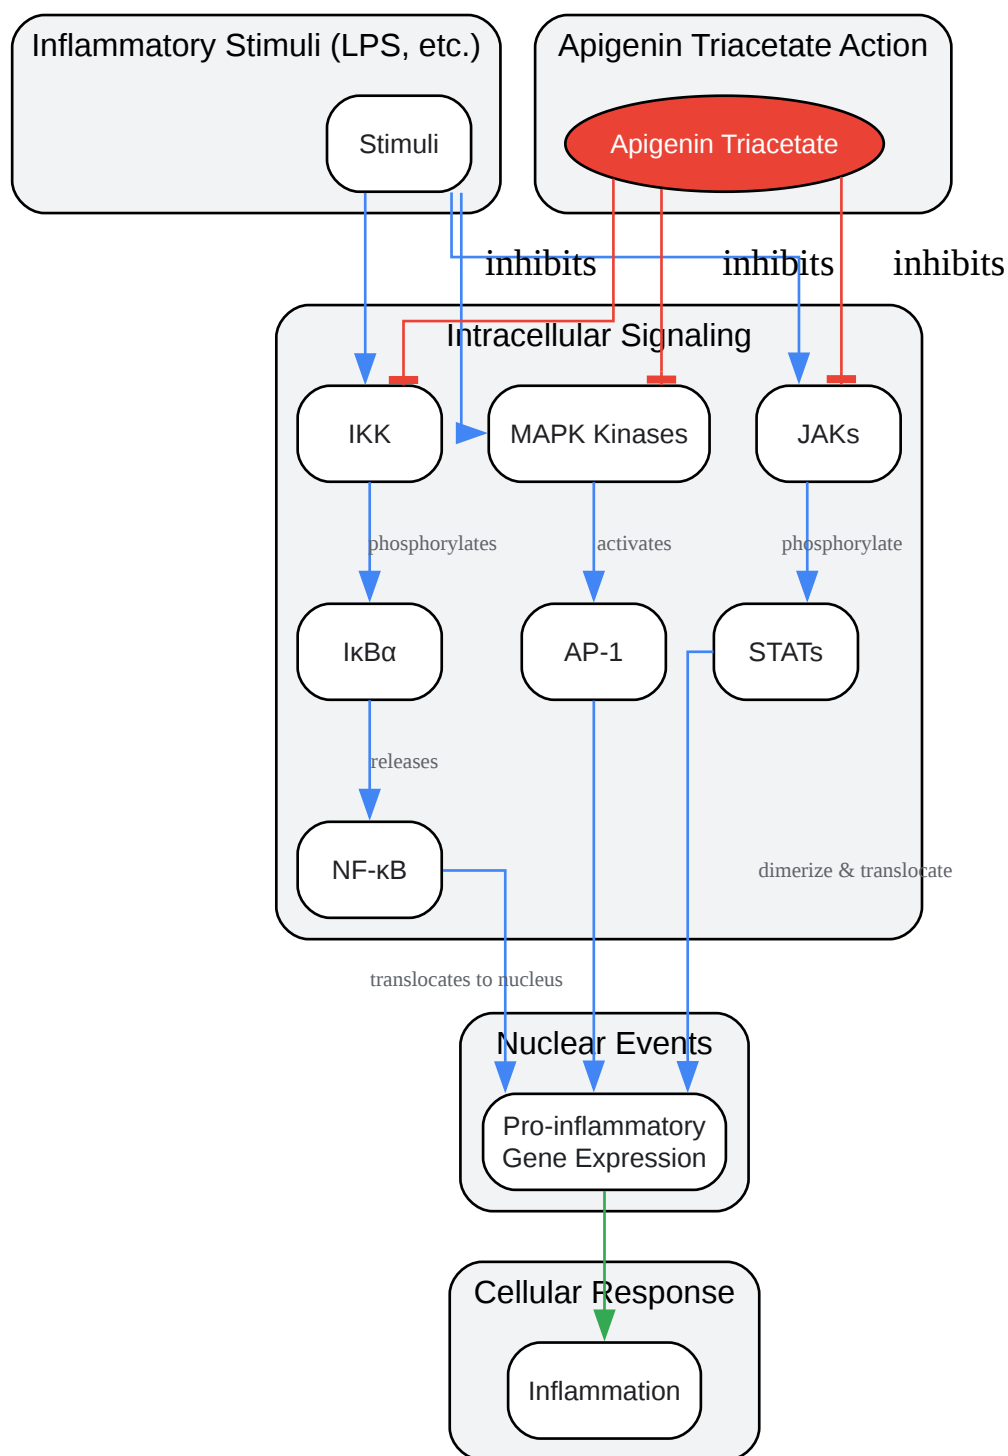 Inflammatory Stimuli (LPS, etc.)
Apigenin Triacetate Action
Stimuli
Apigenin Triacetate
inhibits
inhibits
inhibits
Intracellular Signaling
IKK
MAPK Kinases
JAKs
phosphorylates
activates
phosphorylate
IκBα
AP-1
STATs
releases
NF-κB
dimerize & translocate
translocates to nucleus
Nuclear Events
Pro-inflammatory
Gene Expression
Cellular Response
Inflammation